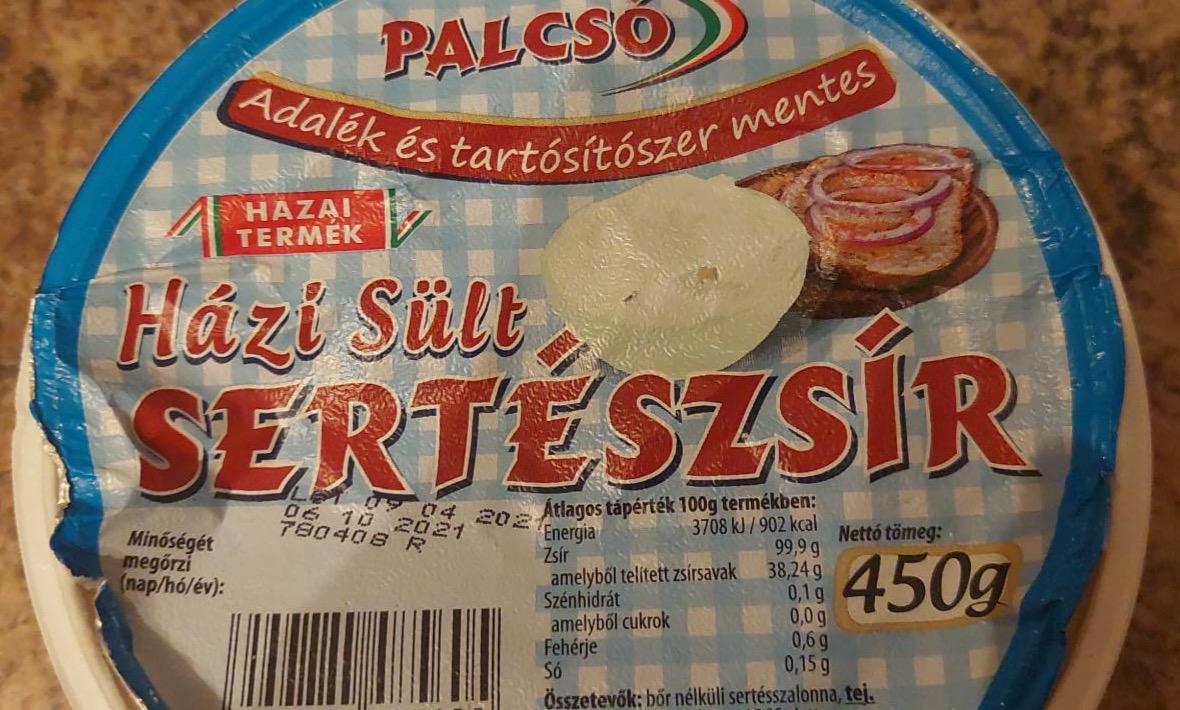 PALCSÓ
Adalék és tartósítószer mentes
HAZAI
TERMÉK
Házi Sült
SERTÉSZSÍR
09 04 202
06 10 2021
780408 R
Minőségét
megőrzi
(nap/hó/év):
Átlagos tápérték 100g termékben:
Energia 3708 kJ / 902 kcal
Zsír 99,9 g
amelyből telített zsírsavak 38,24 g
Szénhidrát 0,1 g
amelyből cukrok 0,0 g
Fehérje 0,6 g
Só 0,15 g
Nettó tömeg:
450g
Összetevők: bőr nélküli sertésszalonna, tej.